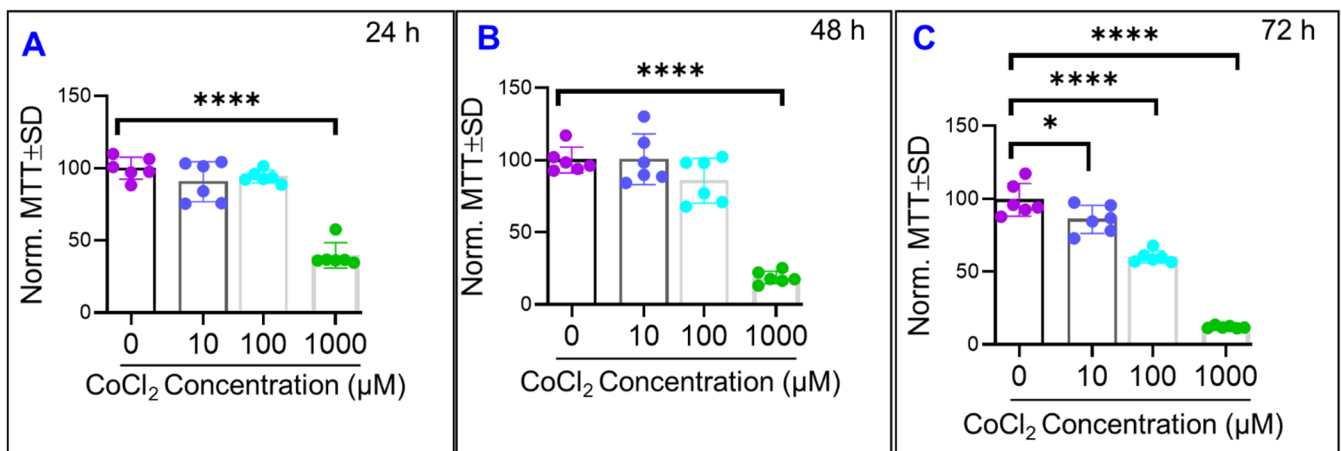 A
24 h
****
Norm. MTT±SD
150
100
50
0
0 10 100 1000
CoCl₂ Concentration (µM)
B
48 h
****
Norm. MTT±SD
150
100
50
0
0 10 100 1000
CoCl₂ Concentration (µM)
C
72 h
****
****
*
Norm. MTT±SD
150
100
50
0
0 10 100 1000
CoCl₂ Concentration (µM)